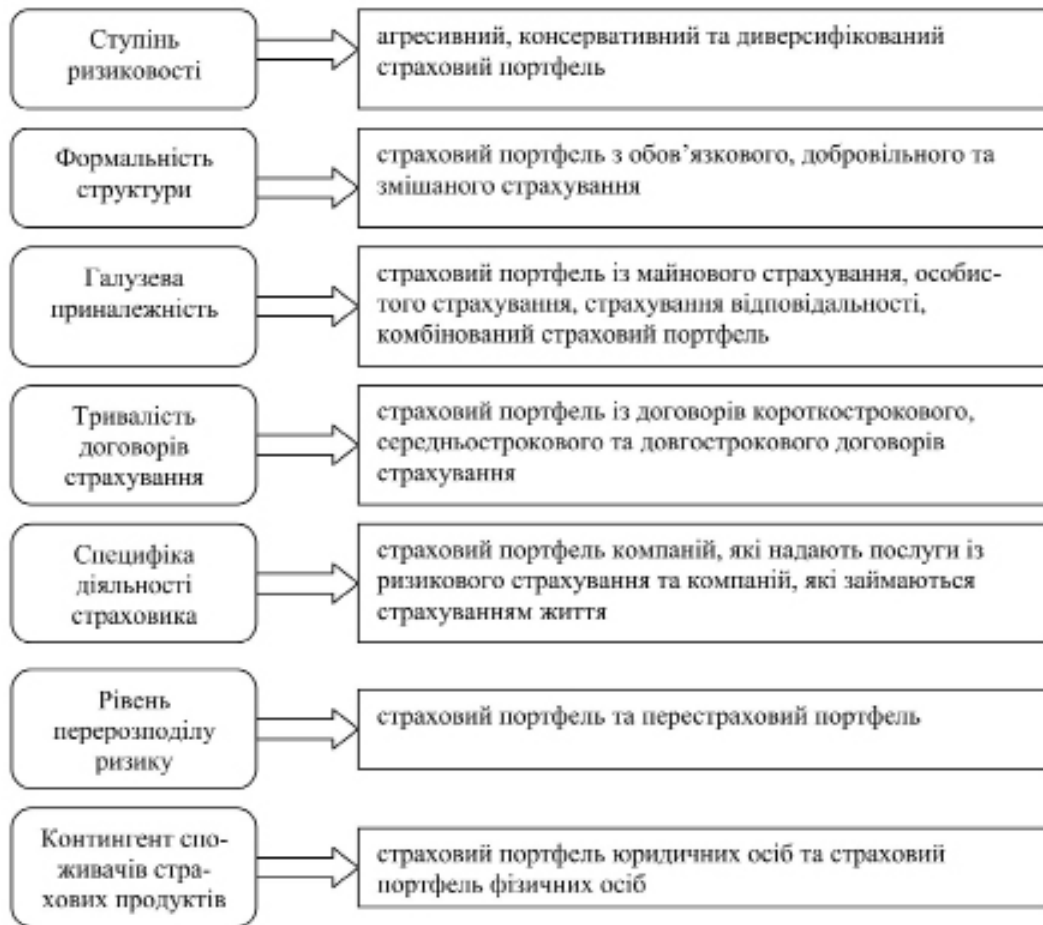 Ступінь
ризиковості
агресивний, консервативний та диверсифікований
страховий портфель
Формальність
структури
страховий портфель з обов’язкового, добровільного та
змішаного страхування
Галузева
приналежність
страховий портфель із майнового страхування, особис-
того страхування, страхування відповідальності,
комбінований страховий портфель
Тривалість
договорів
страхування
страховий портфель із договорів короткострокового,
середньострокового та довгострокового договорів
страхування
Специфіка
діяльності
страховика
страховий портфель компаній, які надають послуги із
ризикового страхування та компаній, які займаються
страхуванням життя
Рівень
перерозподілу
ризику
страховий портфель та перестраховий портфель
Контингент спо-
живачів стра-
хових продуктів
страховий портфель юридичних осіб та страховий
портфель фізичних осіб